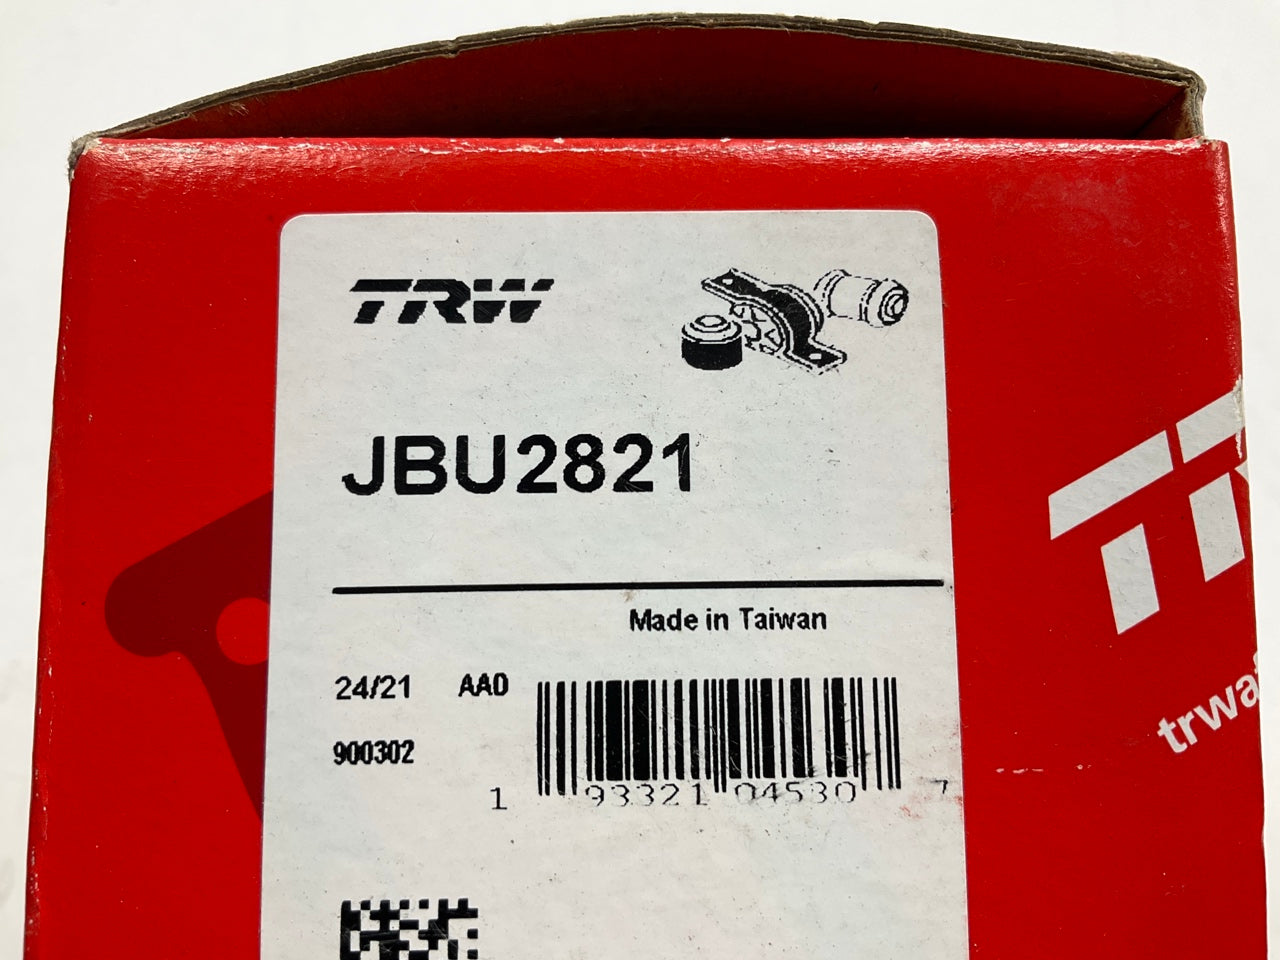 TRW
JBU2821
Made in Taiwan
24/21 AA0
900302
1 93321 04530 7